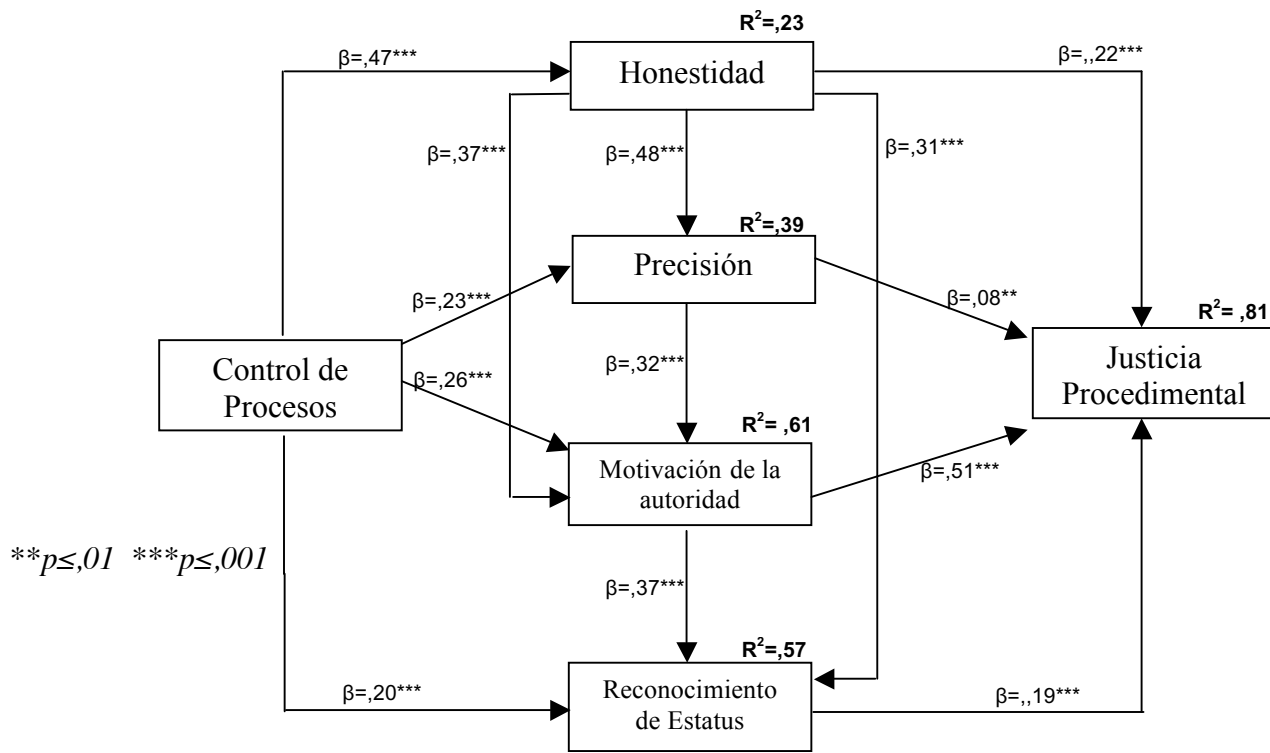 R²=,23
β=,47***
Honestidad
β=,,22***
β=,37***
β=,48***
β=,31***
R²=,39
Precisión
β=,23***
β=,08**
R²= ,81
Control de
Procesos
β=,26***
β=,32***
Justicia
Procedimental
R²= ,61
Motivación de la
autoridad
β=,51***
**p≤,01 ***p≤,001
β=,37***
R²=,57
β=,20***
Reconocimiento
de Estatus
β=,,19***